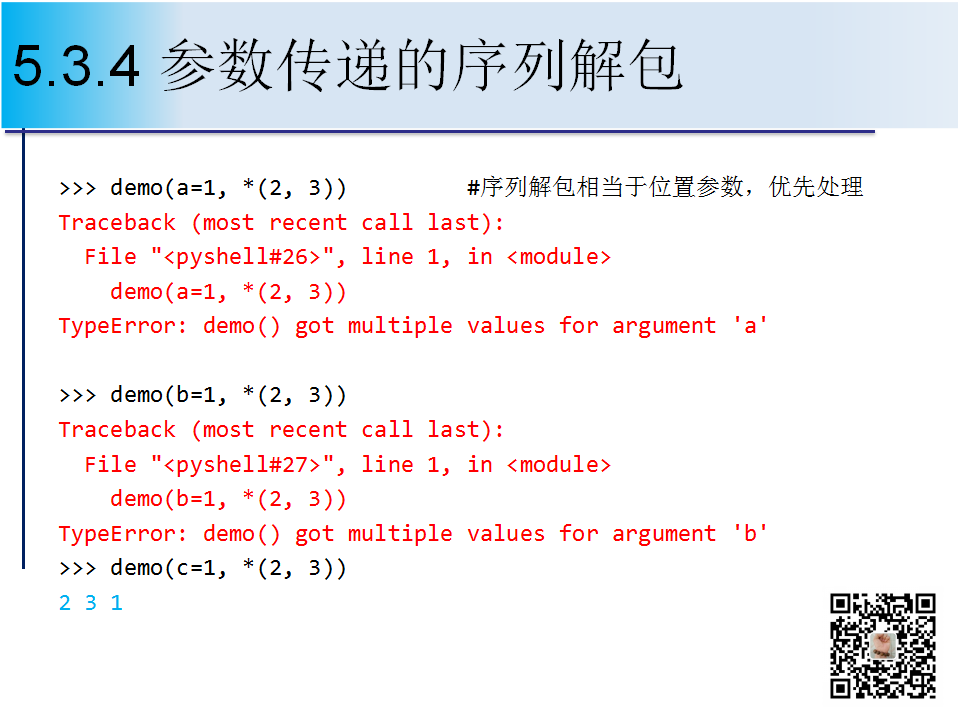 5.3.4 参数传递的序列解包
>>> demo(a=1, *(2, 3))         #序列解包相当于位置参数，优先处理
Traceback (most recent call last):
  File "<pyshell#26>", line 1, in <module>
    demo(a=1, *(2, 3))
TypeError: demo() got multiple values for argument 'a'
>>> demo(b=1, *(2, 3))
Traceback (most recent call last):
  File "<pyshell#27>", line 1, in <module>
    demo(b=1, *(2, 3))
TypeError: demo() got multiple values for argument 'b'
>>> demo(c=1, *(2, 3))
2 3 1